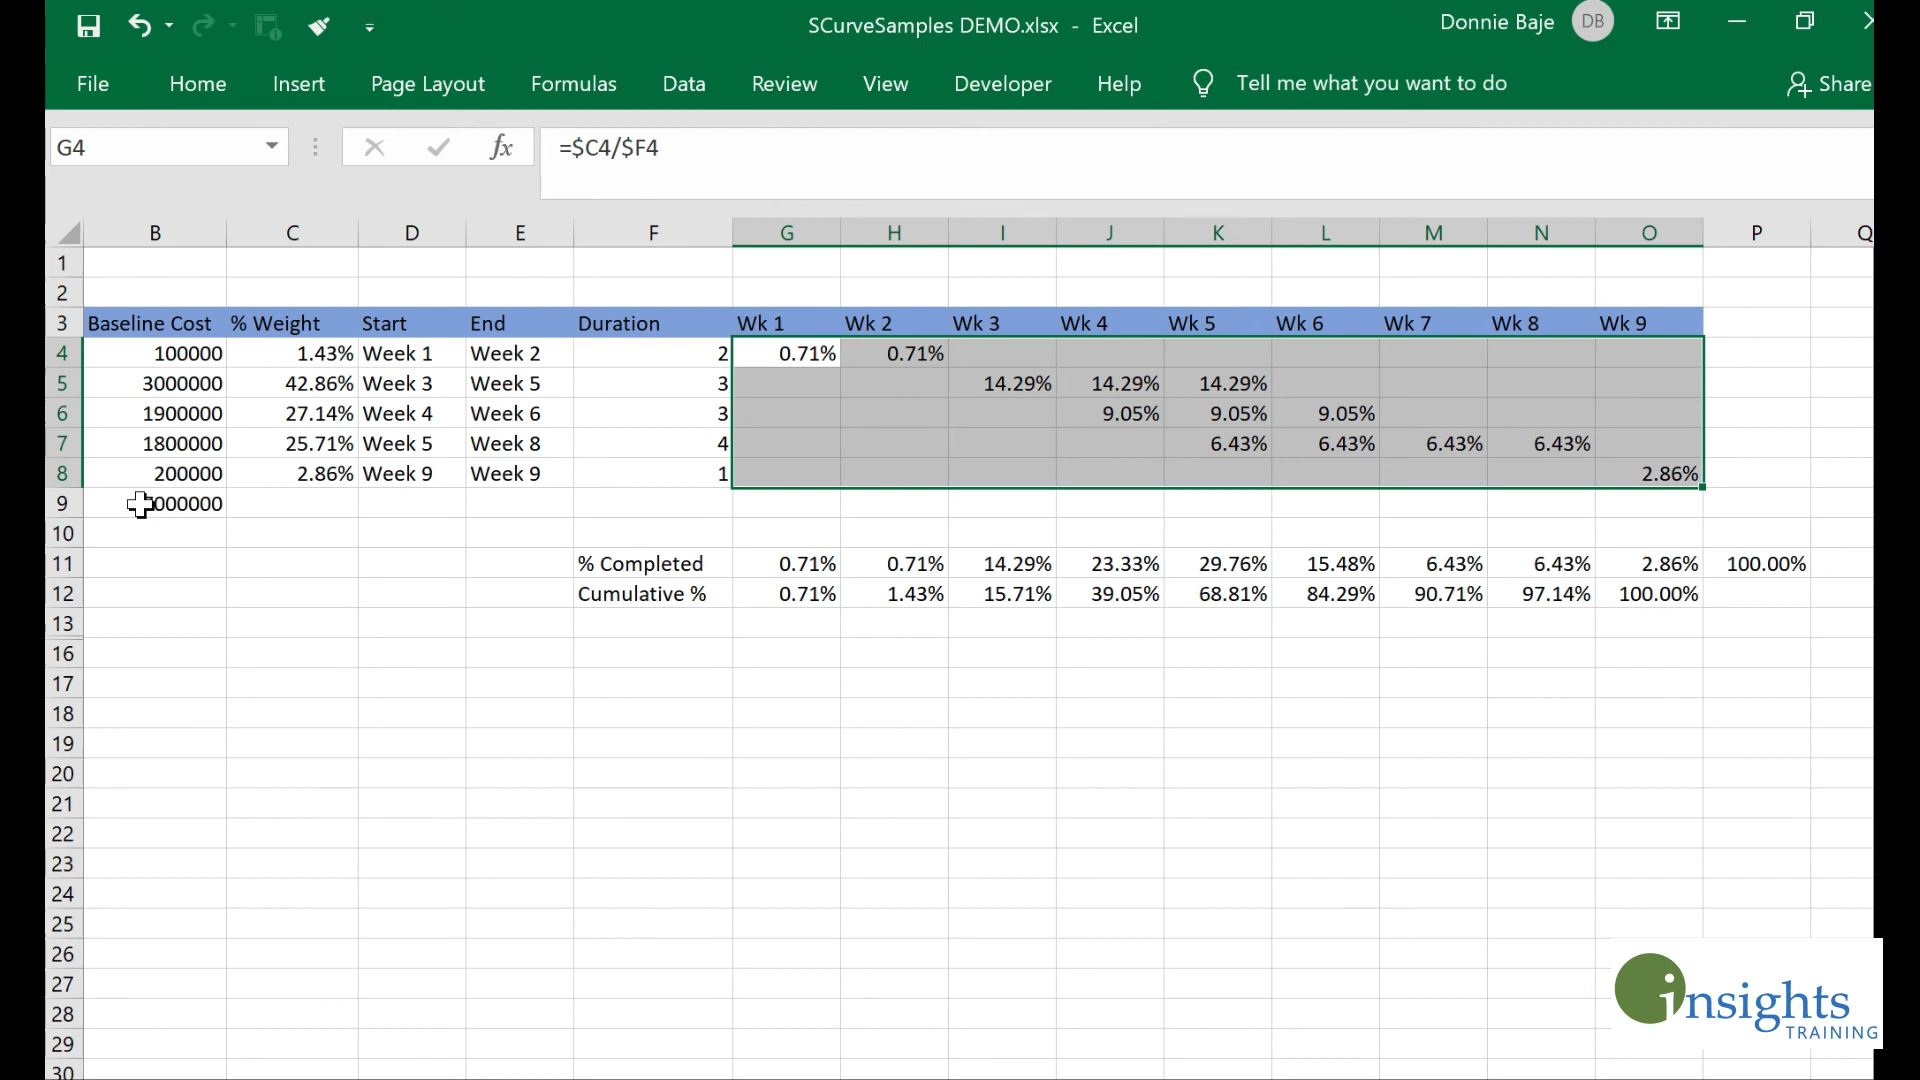 SCurveSamples DEMO.xlsx - Excel
Donnie Baje DB
File Home Insert Page Layout Formulas Data Review View Developer Help Tell me what you want to do Share
G4 fx =$C4/$F4
B C D E F G H I J K L M N O P Q
1
2
3 Baseline Cost % Weight Start End Duration Wk 1 Wk 2 Wk 3 Wk 4 Wk 5 Wk 6 Wk 7 Wk 8 Wk 9
4 100000 1.43% Week 1 Week 2 2 0.71% 0.71%
5 3000000 42.86% Week 3 Week 5 3 14.29% 14.29% 14.29%
6 1900000 27.14% Week 4 Week 6 3 9.05% 9.05% 9.05%
7 1800000 25.71% Week 5 Week 8 4 6.43% 6.43% 6.43% 6.43%
8 200000 2.86% Week 9 Week 9 1 2.86%
9
10
11 % Completed 0.71% 0.71% 14.29% 23.33% 29.76% 15.48% 6.43% 6.43% 2.86% 100.00%
12 Cumulative % 0.71% 1.43% 15.71% 39.05% 68.81% 84.29% 90.71% 97.14% 100.00%
13
16
17
18
19
20
21
22
23
24
25
26
27
28
29
30
insights
TRAINING